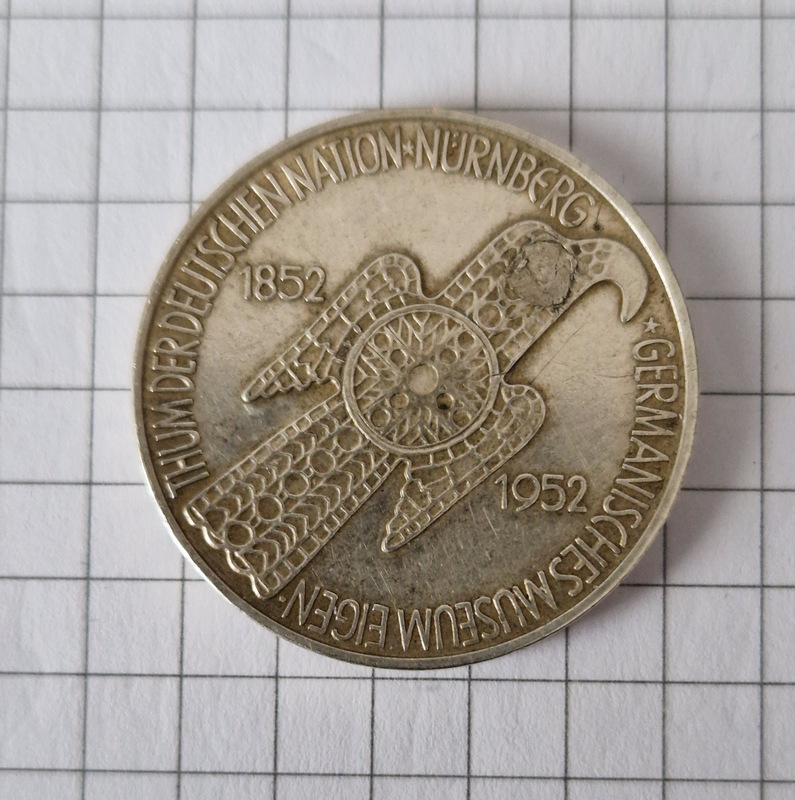 GERMANISCHES MUSEUM EIGEN-THUM DER DEUTSCHEN NATION * NÜRNBERG *
1852
1952